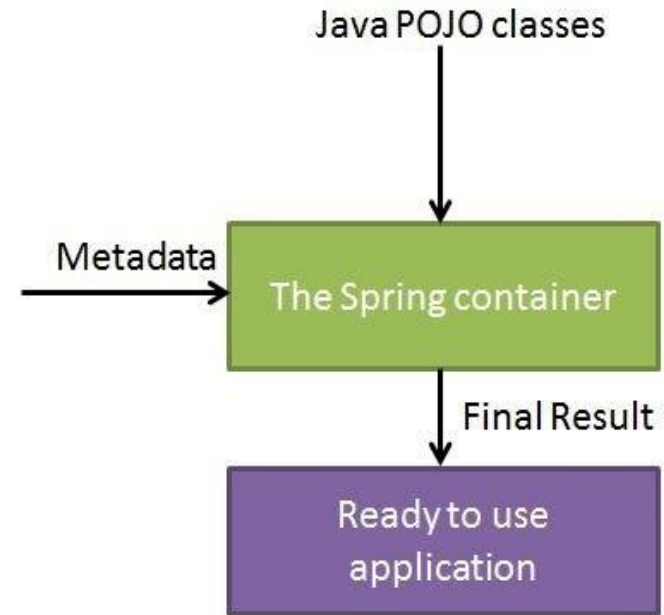 Java POJO classes
Metadata
The Spring container
Final Result
Ready to use
application